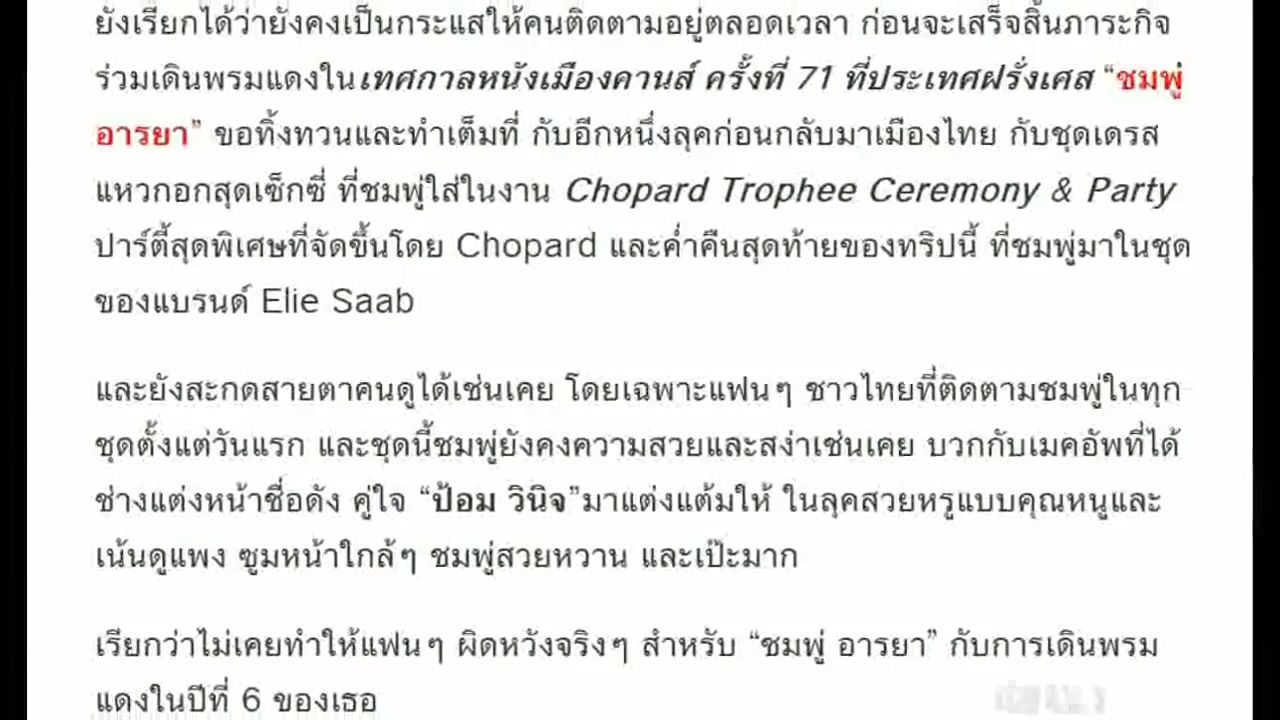 ยังเรียกได้ว่ายังคงเป็นกระแสให้คนติดตามอยู่ตลอดเวลา ก่อนจะเสร็จสิ้นภาระกิจ
ร่วมเดินพรมแดงในเทศกาลหนังเมืองคานส์ ครั้งที่ 71 ที่ประเทศฝรั่งเศส “ชมพู่
อารยา” ขอทิ้งทวนและทำเต็มที่ กับอีกหนึ่งลุคก่อนกลับมาเมืองไทย กับชุดเดรส
แหวกอกสุดเซ็กซี่ ที่ชมพู่ใส่ในงาน Chopard Trophee Ceremony & Party
ปาร์ตี้สุดพิเศษที่จัดขึ้นโดย Chopard และค่ำคืนสุดท้ายของทริปนี้ ที่ชมพู่มาในชุด
ของแบรนด์ Elie Saab
และยังสะกดสายตาคนดูได้เช่นเคย โดยเฉพาะแฟนๆ ชาวไทยที่ติดตามชมพู่ในทุก
ชุดตั้งแต่วันแรก และชุดนี้ชมพู่ยังคงความสวยและสง่าเช่นเคย บวกกับเมคอัพที่ได้
ช่างแต่งหน้าชื่อดัง คู่ใจ “ป้อม วินิจ”มาแต่งแต้มให้ ในลุคสวยหรูแบบคุณหนูและ
เน้นดูแพง ซูมหน้าใกล้ๆ ชมพู่สวยหวาน และเป๊ะมาก
เรียกว่าไม่เคยทำให้แฟนๆ ผิดหวังจริงๆ สำหรับ “ชมพู่ อารยา” กับการเดินพรม
แดงในปีที่ 6 ของเธอ